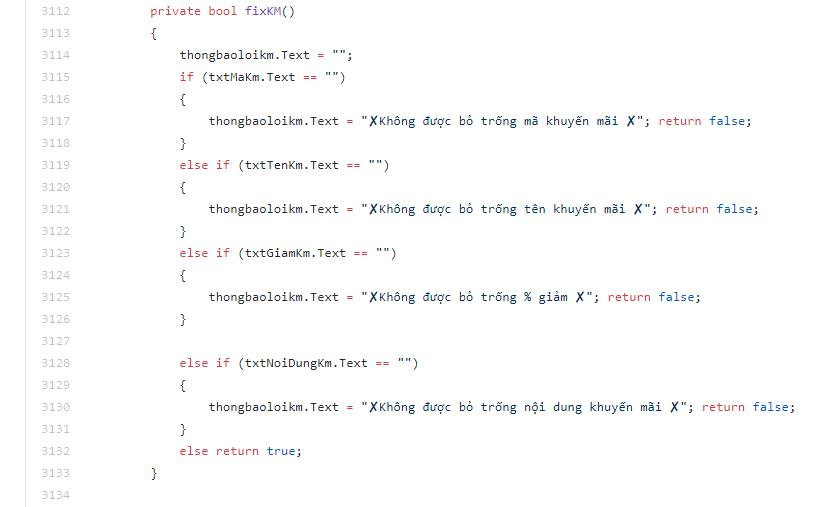 3112 private bool fixKM()
3113 {
3114 thongbaoloikm.Text = "";
3115 if (txtMaKm.Text == "")
3116 {
3117 thongbaoloikm.Text = "✗Không được bỏ trống mã khuyến mãi ✗"; return false;
3118 }
3119 else if (txtTenKm.Text == "")
3120 {
3121 thongbaoloikm.Text = "✗Không được bỏ trống tên khuyến mãi ✗"; return false;
3122 }
3123 else if (txtGiamKm.Text == "")
3124 {
3125 thongbaoloikm.Text = "✗Không được bỏ trống % giảm ✗"; return false;
3126 }
3127
3128 else if (txtNoiDungKm.Text == "")
3129 {
3130 thongbaoloikm.Text = "✗Không được bỏ trống nội dung khuyến mãi ✗"; return false;
3131 }
3132 else return true;
3133 }
3134